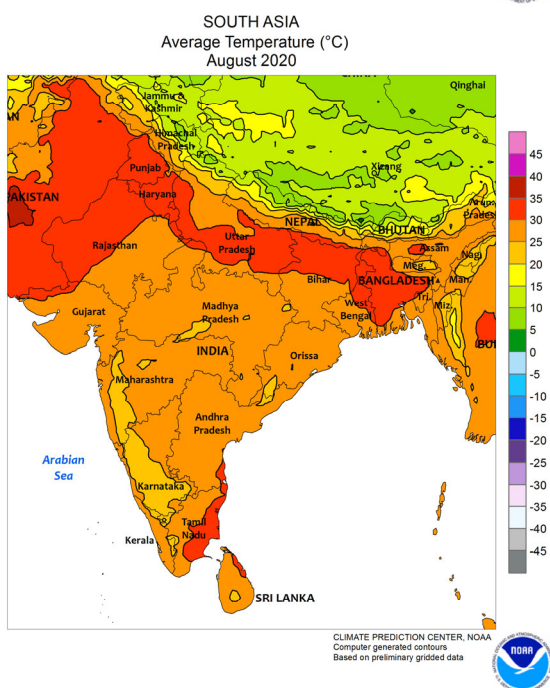 SOUTH ASIA
Average Temperature (°C)
August 2020
Qinghai
Jammu &
Kashmir
Himachal
Pradesh
Xizang
Punjab
PAKISTAN
Haryana
NEPAL
BHUTAN
Uttar
Pradesh
Rajasthan
Assam
Nagl
Meg.
Bihar
BANGLADESH
Man.
Tri.
Miz.
West
Bengal
Gujarat
Madhya
Pradesh
INDIA
Orissa
Maharashtra
Andhra
Pradesh
Arabian
Sea
Karnataka
Tamil
Nadu
Kerala
SRI LANKA
45
40
35
30
25
20
15
10
5
0
-5
-10
-15
-20
-25
-30
-35
-40
-45
CLIMATE PREDICTION CENTER, NOAA
Computer generated contours
Based on preliminary gridded data
NOAA